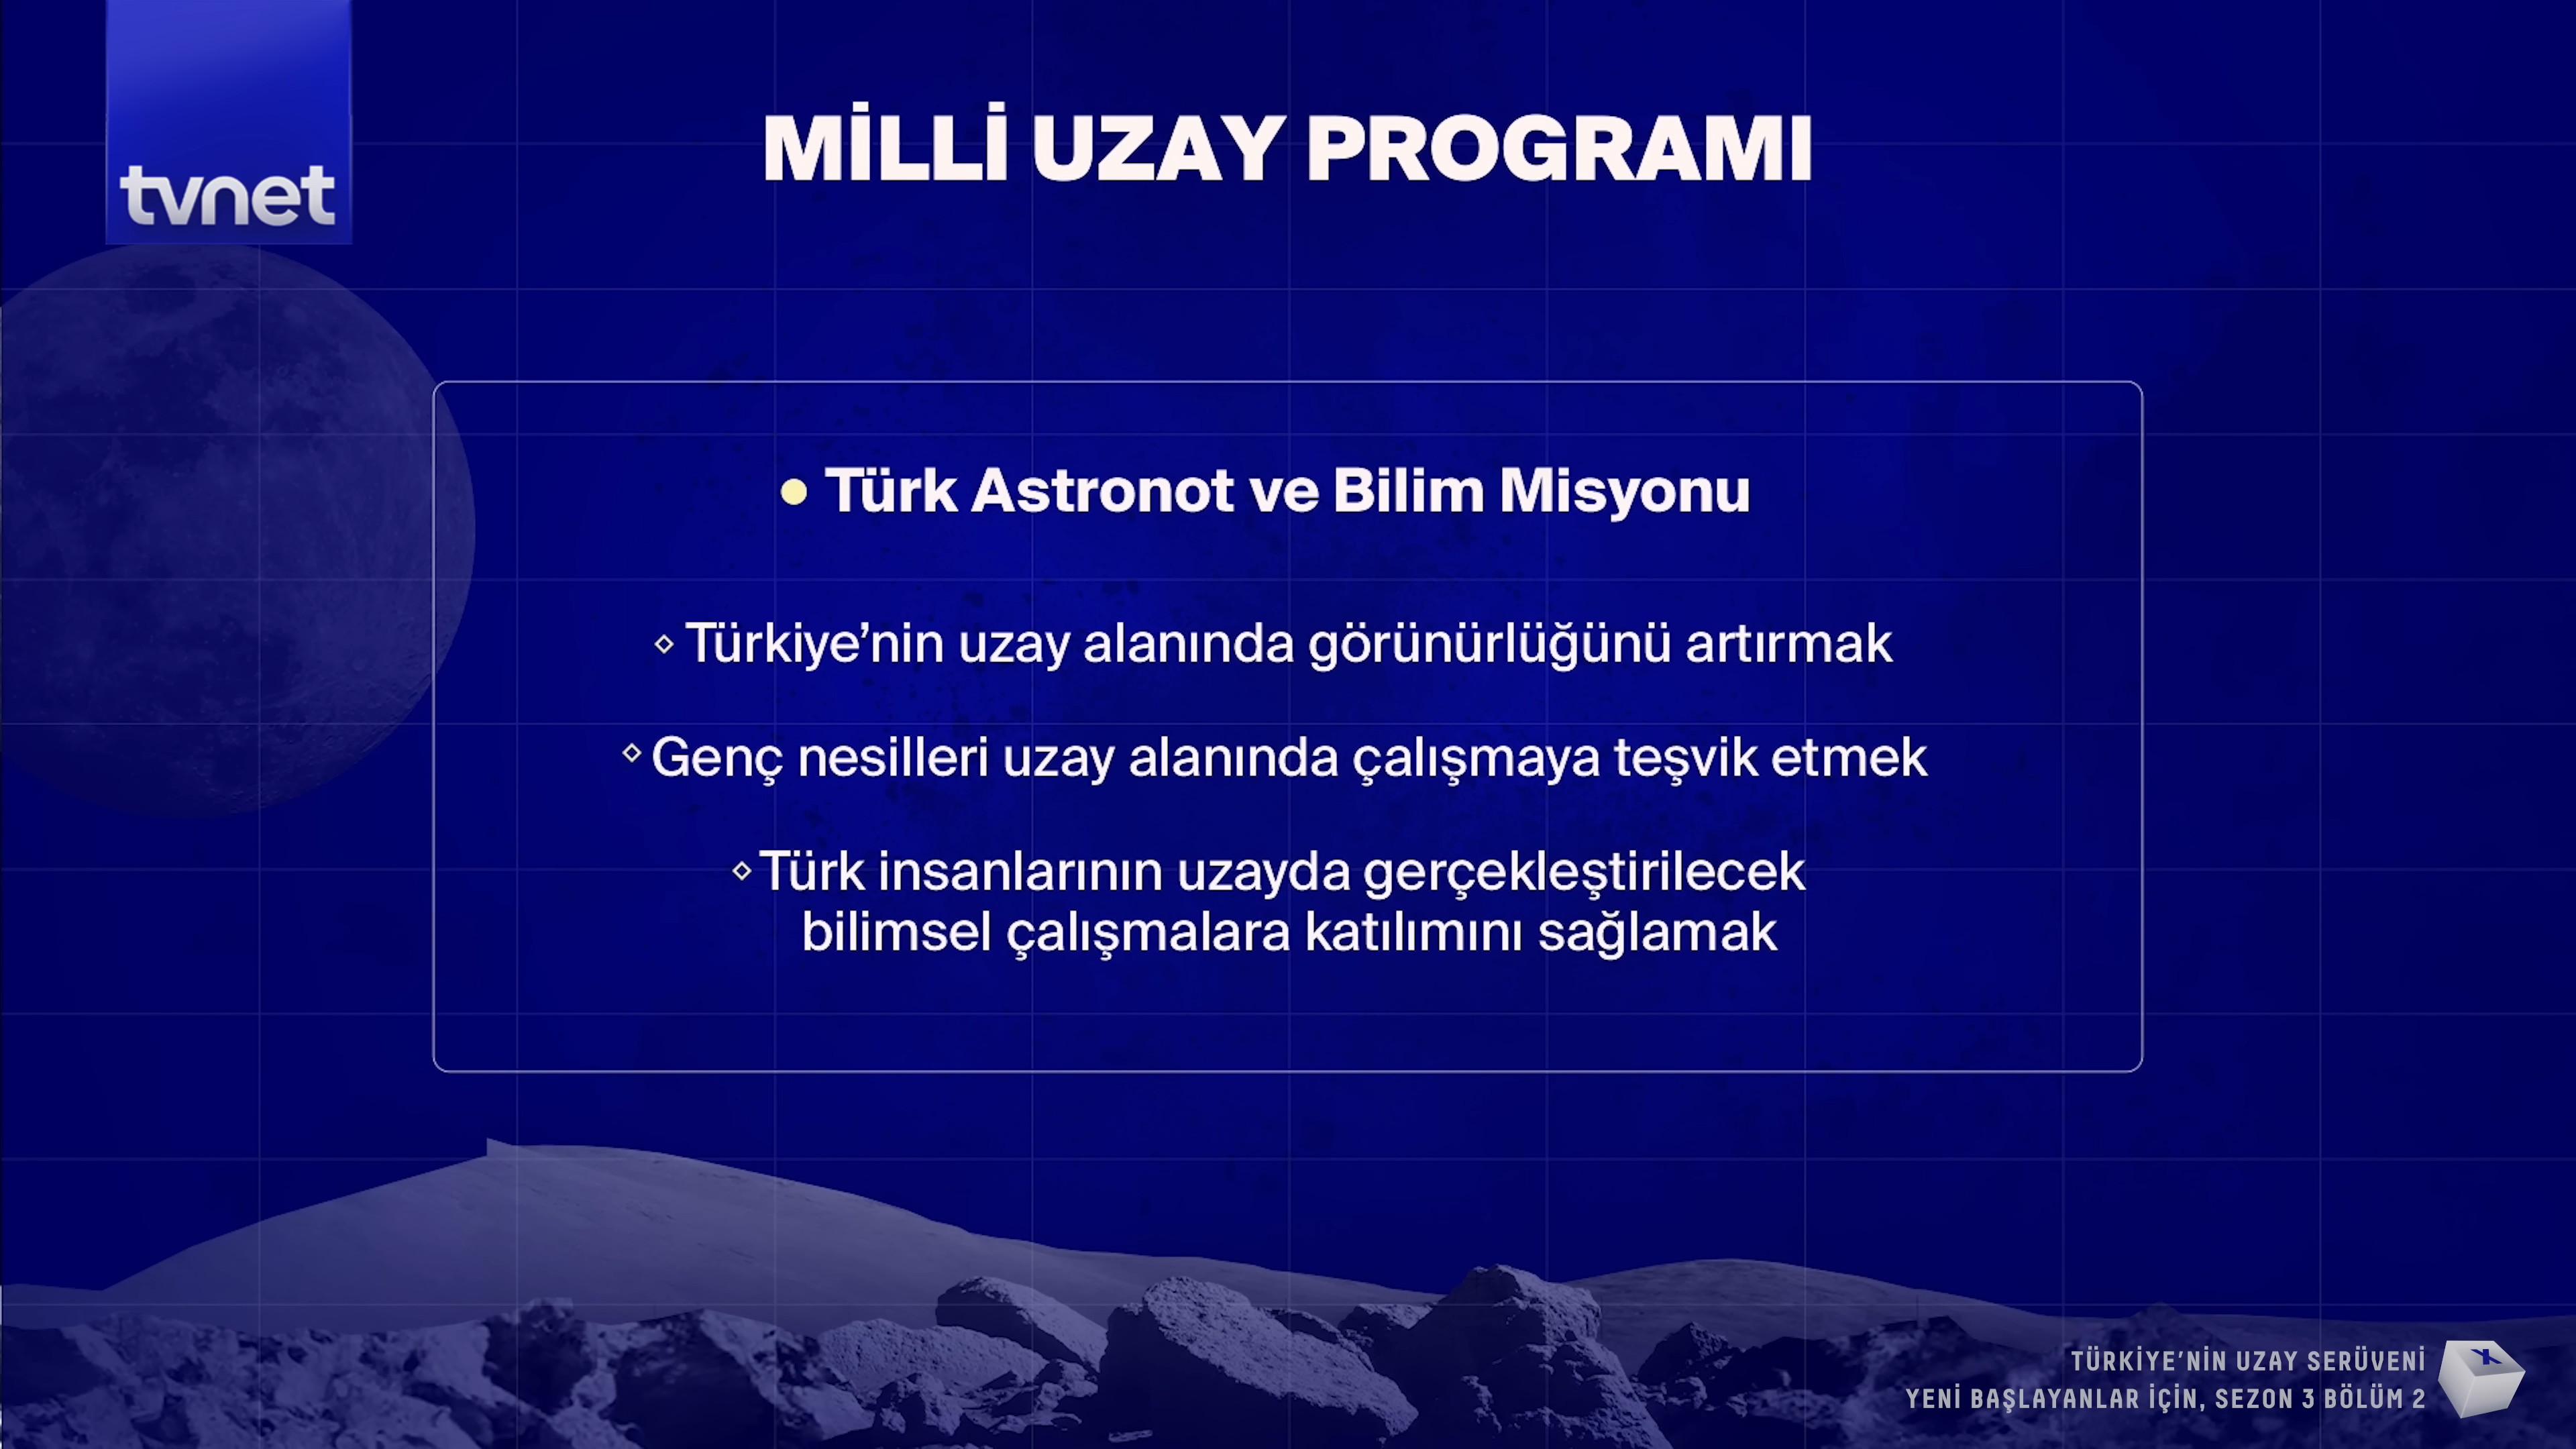 tvnet
MİLLİ UZAY PROGRAMI
• Türk Astronot ve Bilim Misyonu
◇ Türkiye’nin uzay alanında görünürlüğünü artırmak
◇ Genç nesilleri uzay alanında çalışmaya teşvik etmek
◇ Türk insanlarının uzayda gerçekleştirilecek
bilimsel çalışmalara katılımını sağlamak
TÜRKİYE’NİN UZAY SERÜVENİ
YENİ BAŞLAYANLAR İÇİN, SEZON 3 BÖLÜM 2